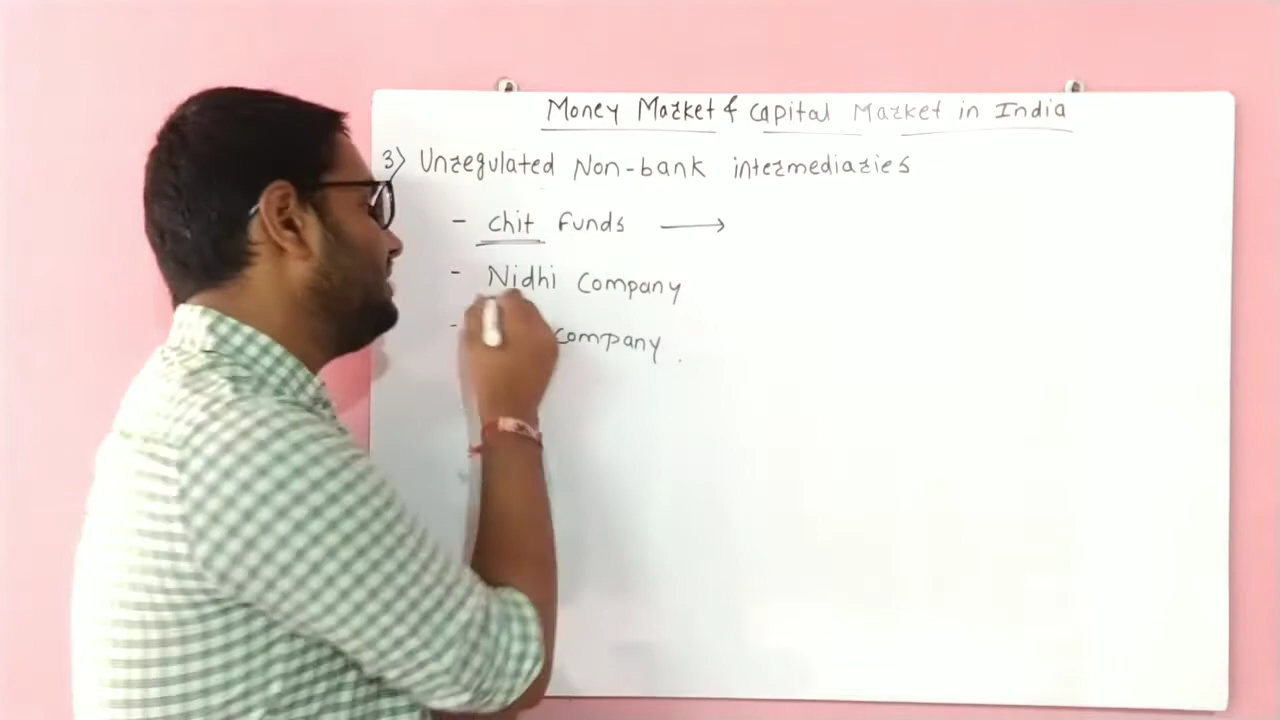 Money Market & Capital Market in India
3) Unregulated Non-bank intermediaries
- chit Funds →
- Nidhi Company
- company.